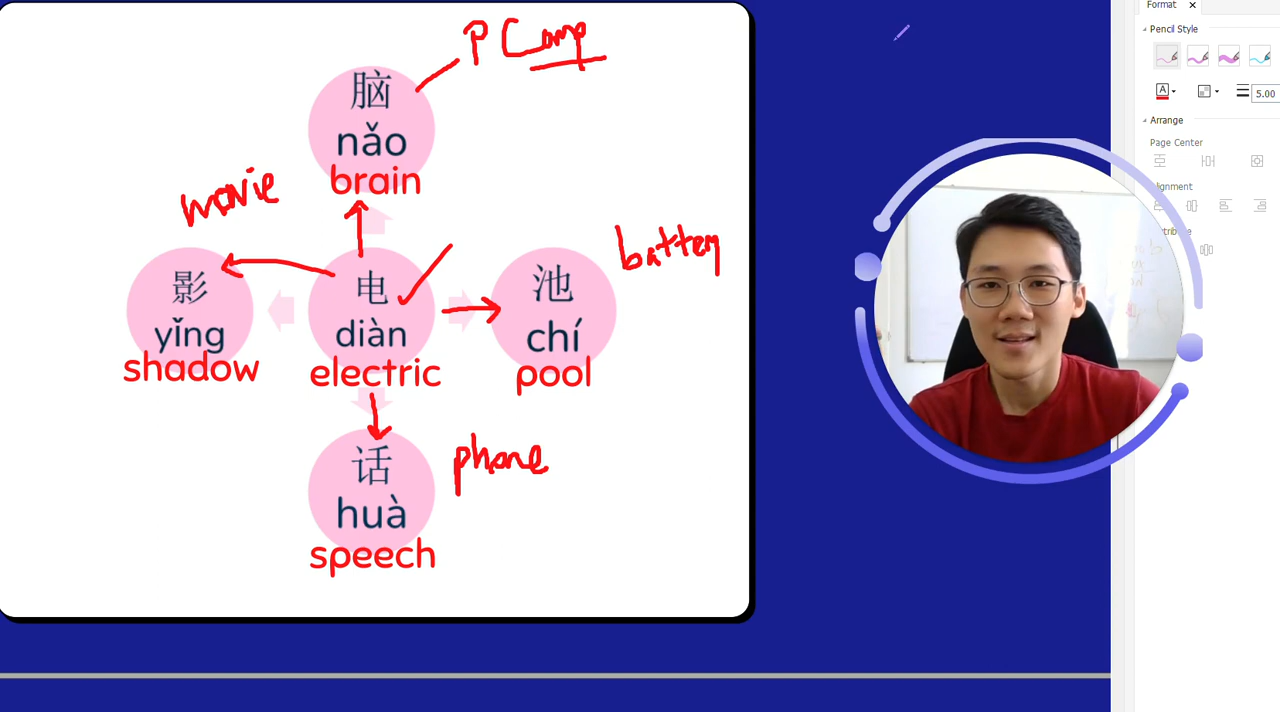 Format ×
Pencil Style
5.00
Arrange
Page Center
PComp
脑
nǎo
brain
movie
影
yǐng
shadow
电
diàn
electric
池
chí
pool
battery
话
huà
speech
phone